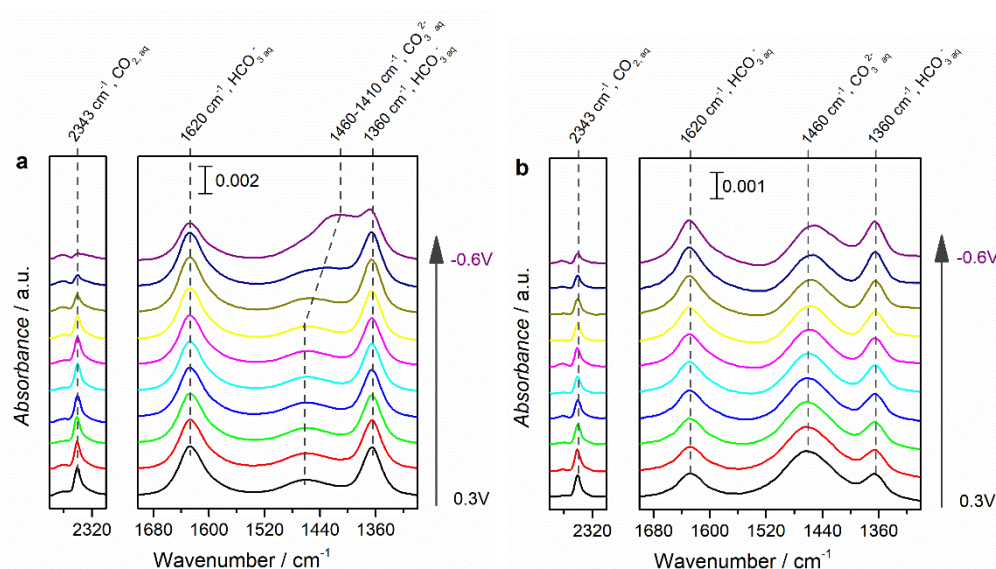 2343 cm⁻¹, CO₂,aq
1620 cm⁻¹, HCO₃⁻aq
1460-1410 cm⁻¹, CO₃²⁻aq
1360 cm⁻¹, HCO₃⁻aq
a
0.002
-0.6V
0.3V
Absorbance / a.u.
2320
1680
1600
1520
1440
1360
Wavenumber / cm⁻¹
2343 cm⁻¹, CO₂,aq
1620 cm⁻¹, HCO₃⁻aq
1460 cm⁻¹, CO₃²⁻aq
1360 cm⁻¹, HCO₃⁻aq
b
0.001
-0.6V
0.3V
Absorbance / a.u.
2320
1680
1600
1520
1440
1360
Wavenumber / cm⁻¹